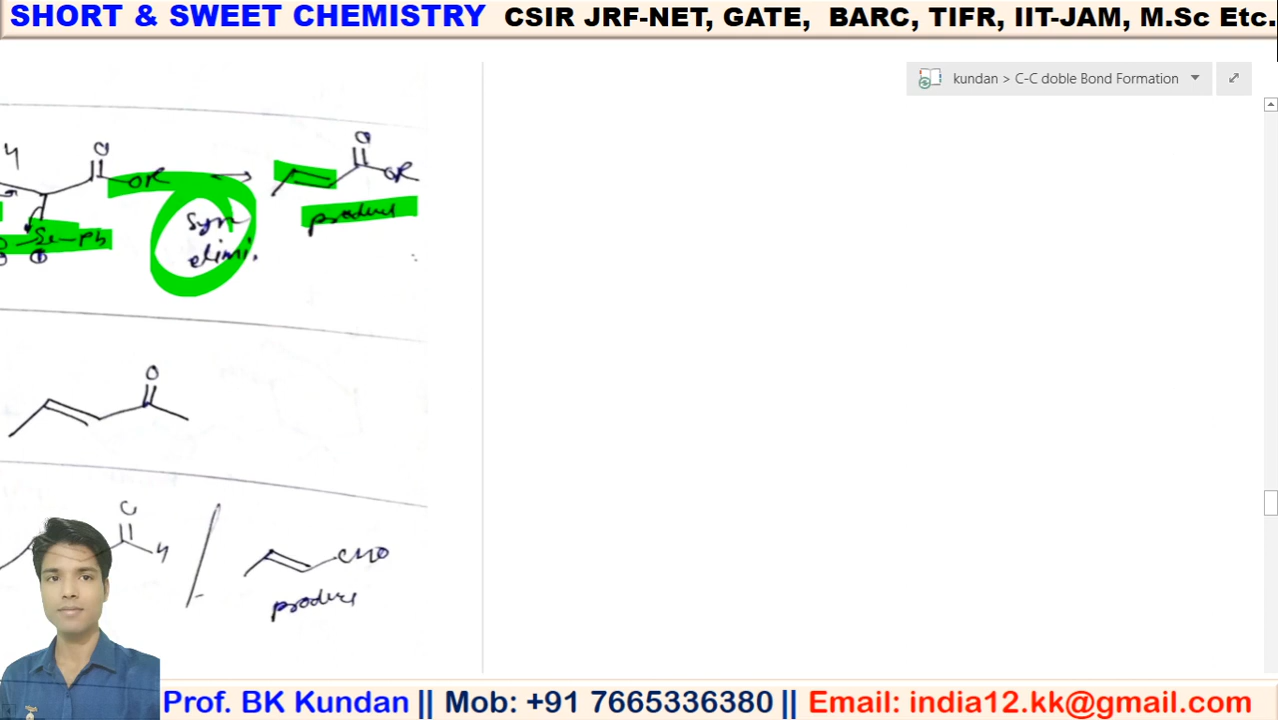 SHORT & SWEET CHEMISTRY CSIR JRF-NET, GATE, BARC, TIFR, IIT-JAM, M.Sc Etc.
kundan > C-C doble Bond Formation
O
O
H
OR
OR
Syn
product
Se-Ph
elimi.
O
O
H
CHO
Prof. BK Kundan || Mob: +91 7665336380 || Email: india12.kk@gmail.com